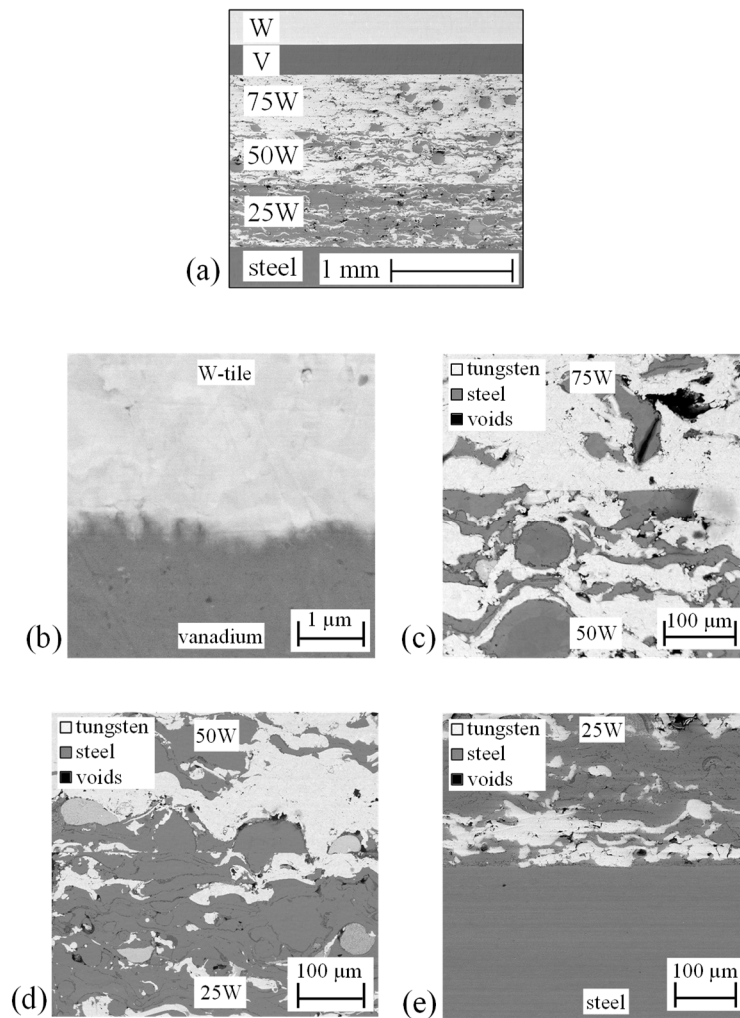 W
V
75W
50W
25W
steel
1 mm
(a)
W-tile
1 µm
vanadium
(b)
tungsten
steel
voids
75W
100 µm
50W
(c)
tungsten
steel
voids
50W
100 µm
25W
(d)
tungsten
steel
voids
25W
100 µm
steel
(e)